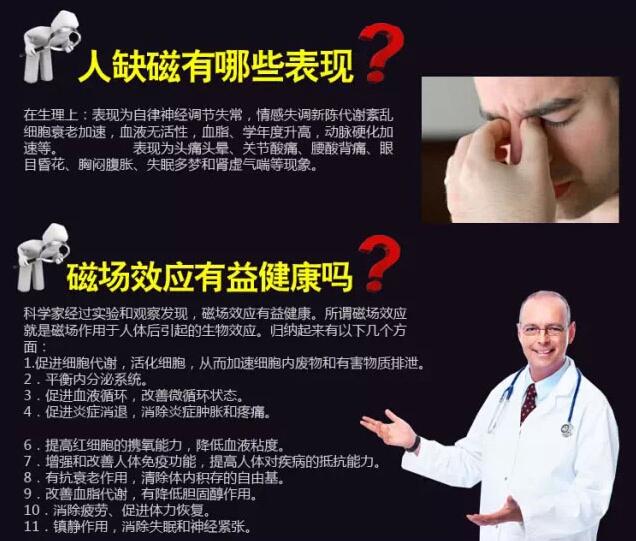 人缺磁有哪些表现
在生理上：表现为自律神经调节失常，情感失调新陈代谢紊乱
细胞衰老加速，血液无活性，血脂、学年度升高，动脉硬化加
速等。 表现为头痛头晕、关节酸痛、腰酸背痛、眼
目昏花、胸闷腹胀、失眠多梦和肾虚气喘等现象。
磁场效应有益健康吗
科学家经过实验和观察发现，磁场效应有益健康。所谓磁场效应
就是磁场作用于人体后引起的生物效应。归纳起来有以下几个方
面：
1.促进细胞代谢，活化细胞，从而加速细胞内废物和有害物质排泄。
2．平衡内分泌系统。
3．促进血液循环，改善微循环状态。
4．促进炎症消退，消除炎症肿胀和疼痛。
6．提高红细胞的携氧能力，降低血液粘度。
7．增强和改善人体免疫功能，提高人体对疾病的抵抗能力。
8．有抗衰老作用，清除体内积存的自由基。
9．改善血脂代谢，有降低胆固醇作用。
10．消除疲劳、促进体力恢复。
11．镇静作用，消除失眠和神经紧张。